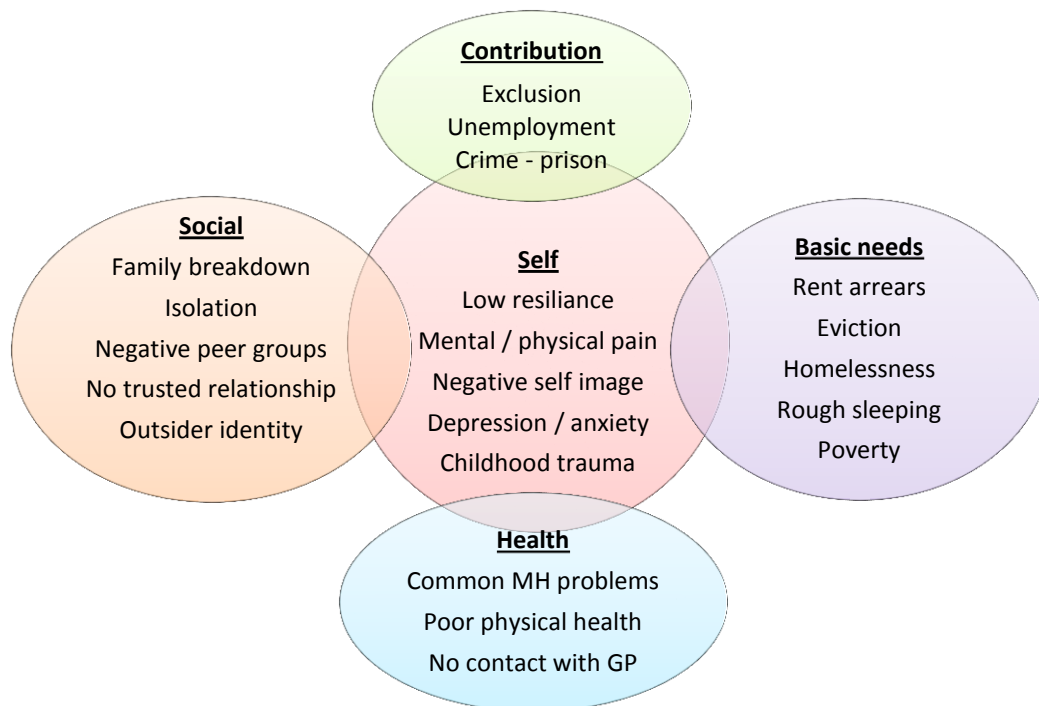 Contribution
Exclusion
Unemployment
Crime - prison
Social
Family breakdown
Isolation
Negative peer groups
No trusted relationship
Outsider identity
Self
Low resiliance
Mental / physical pain
Negative self image
Depression / anxiety
Childhood trauma
Basic needs
Rent arrears
Eviction
Homelessness
Rough sleeping
Poverty
Health
Common MH problems
Poor physical health
No contact with GP